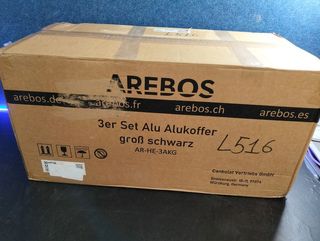 AREBOS
arebos.de arebos.fr arebos.ch arebos.es
3er Set Alu Alukoffer
groß schwarz
AR-HE-3AKG
L516
Canbolat Vertriebs GmbH
Würzburg, Germany